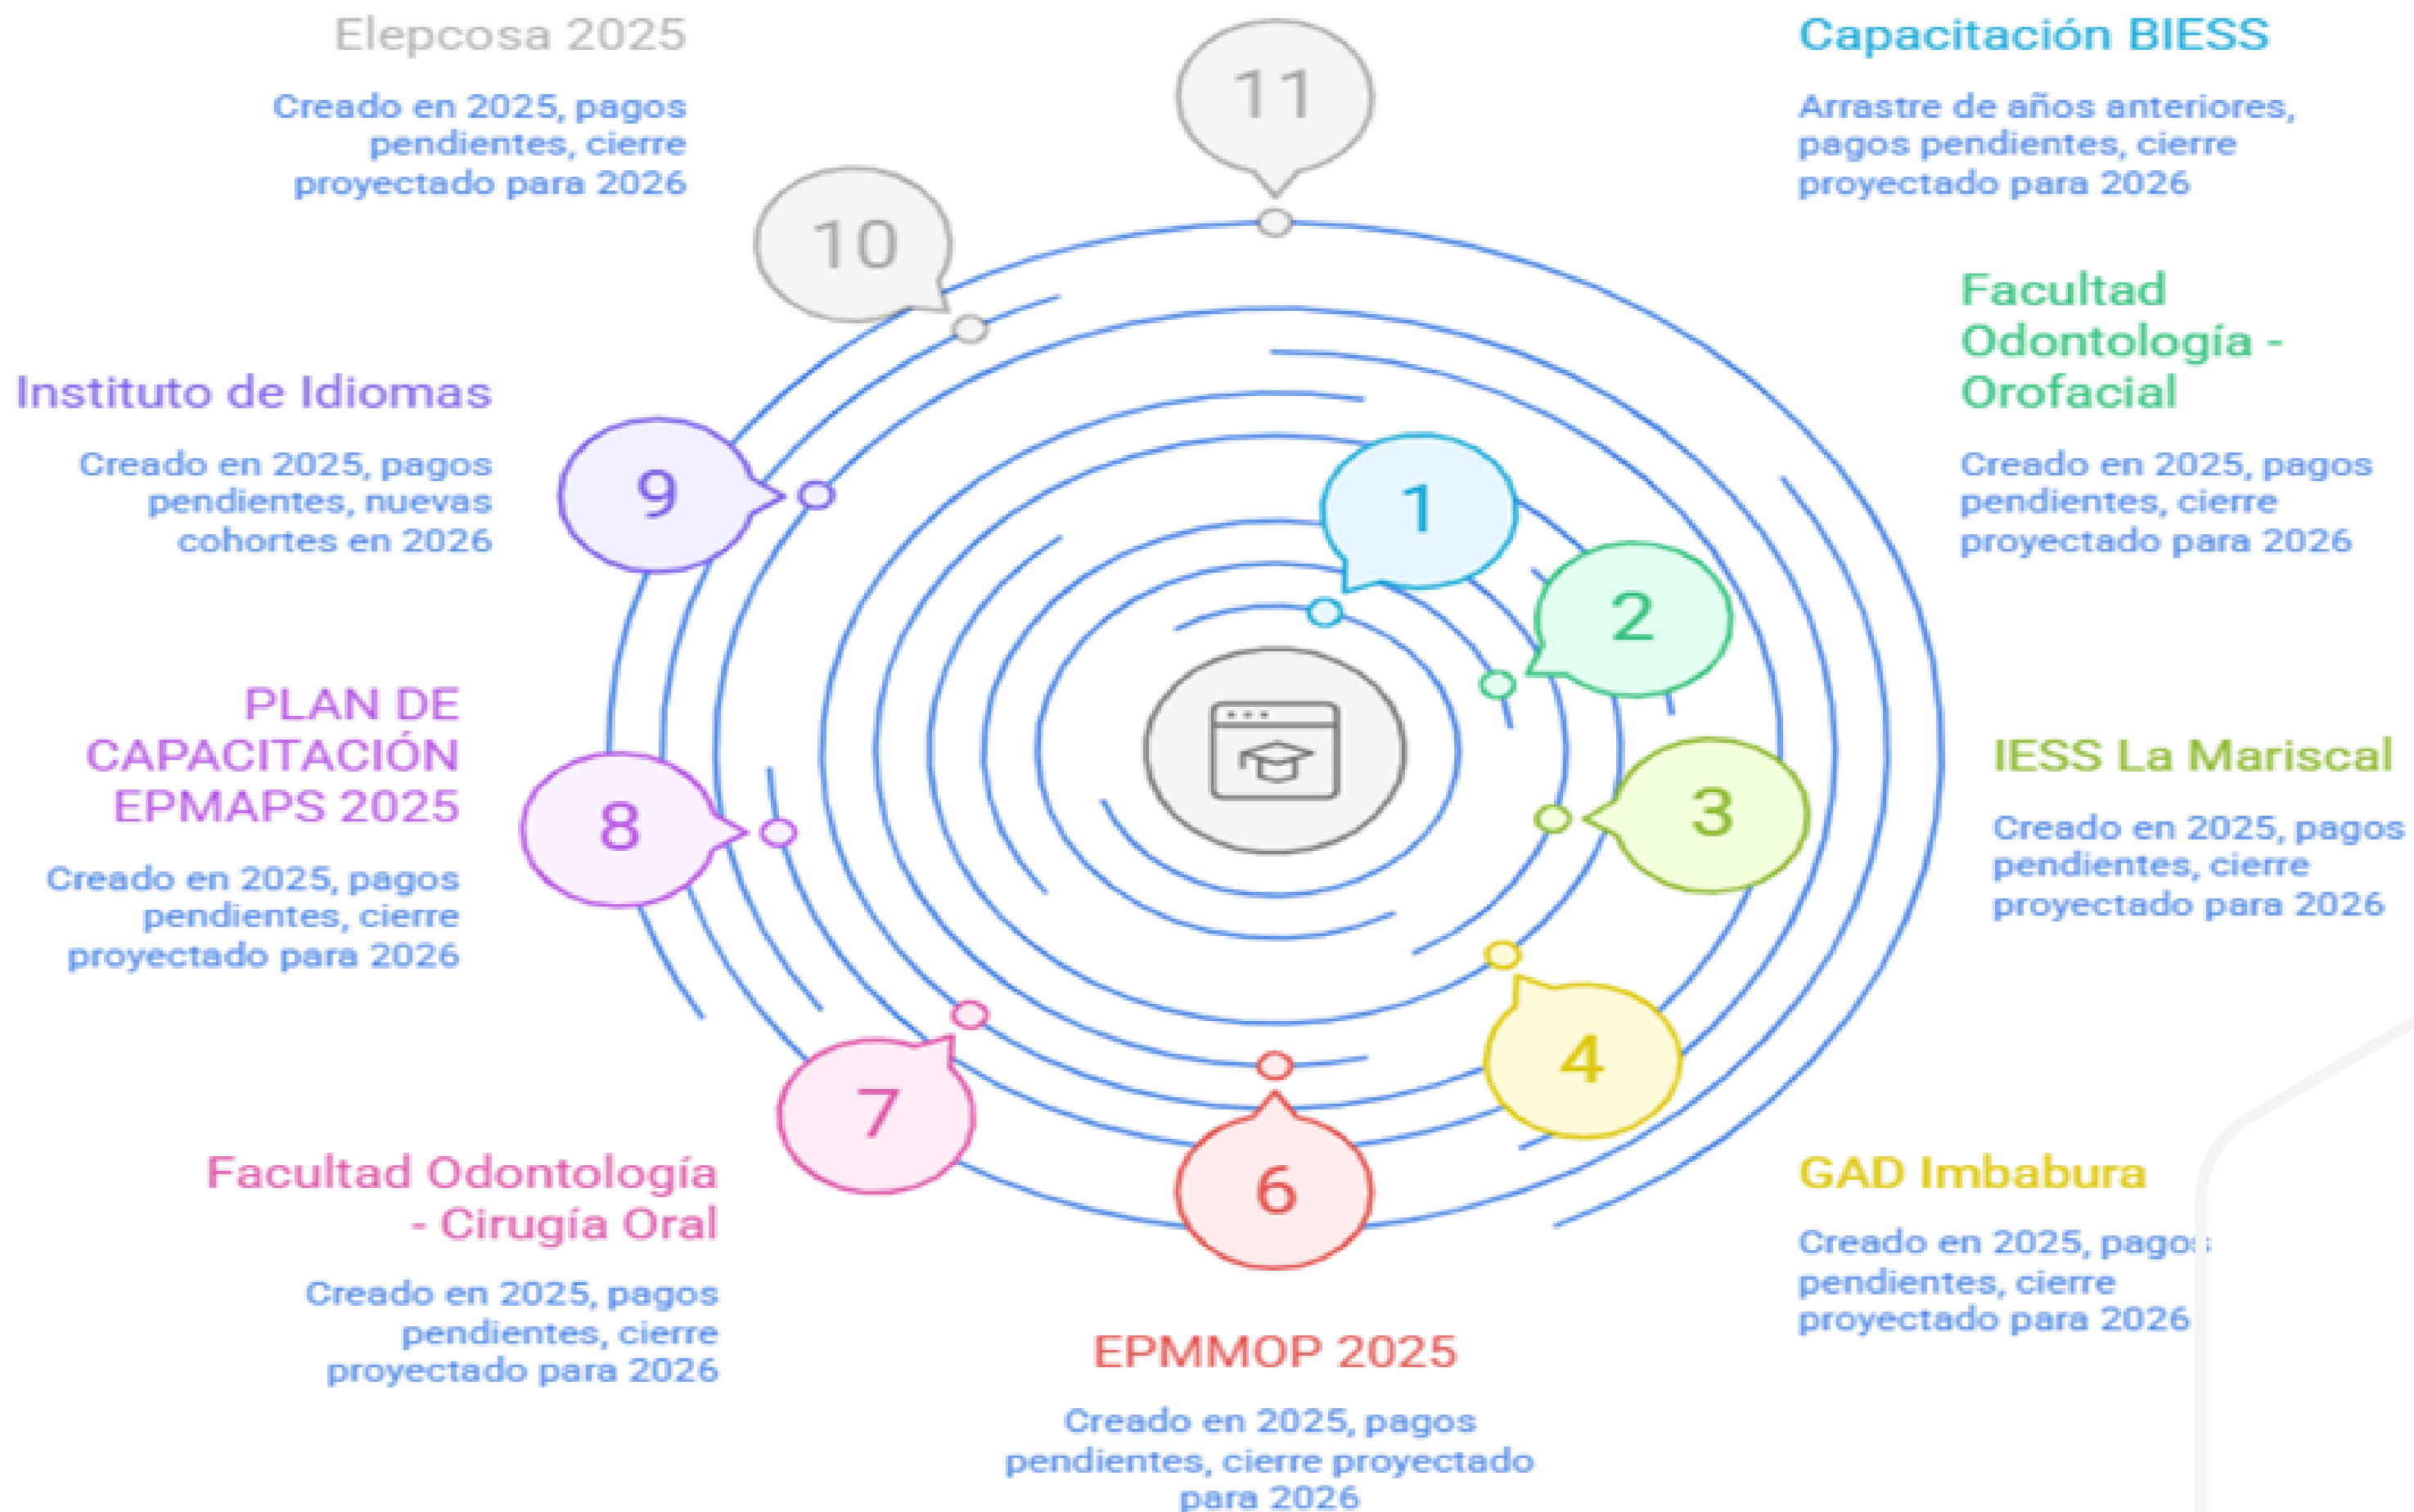 11
Capacitación BIESS
Arrastre de años anteriores,
pagos pendientes, cierre
proyectado para 2026
1
Facultad
Odontología -
Orofacial
Creado en 2025, pagos
pendientes, cierre
proyectado para 2026
2
IESS La Mariscal
Creado en 2025, pagos
pendientes, cierre
proyectado para 2026
3
GAD Imbabura
Creado en 2025, pagos
pendientes, cierre
proyectado para 2026
4
EPMMOP 2025
Creado en 2025, pagos
pendientes, cierre proyectado
para 2026
6
Facultad Odontología
- Cirugía Oral
Creado en 2025, pagos
pendientes, cierre
proyectado para 2026
7
PLAN DE
CAPACITACIÓN
EPMAPS 2025
Creado en 2025, pagos
pendientes, cierre
proyectado para 2026
8
Instituto de Idiomas
Creado en 2025, pagos
pendientes, nuevas
cohortes en 2026
9
Elepcosa 2025
Creado en 2025, pagos
pendientes, cierre
proyectado para 2026
10